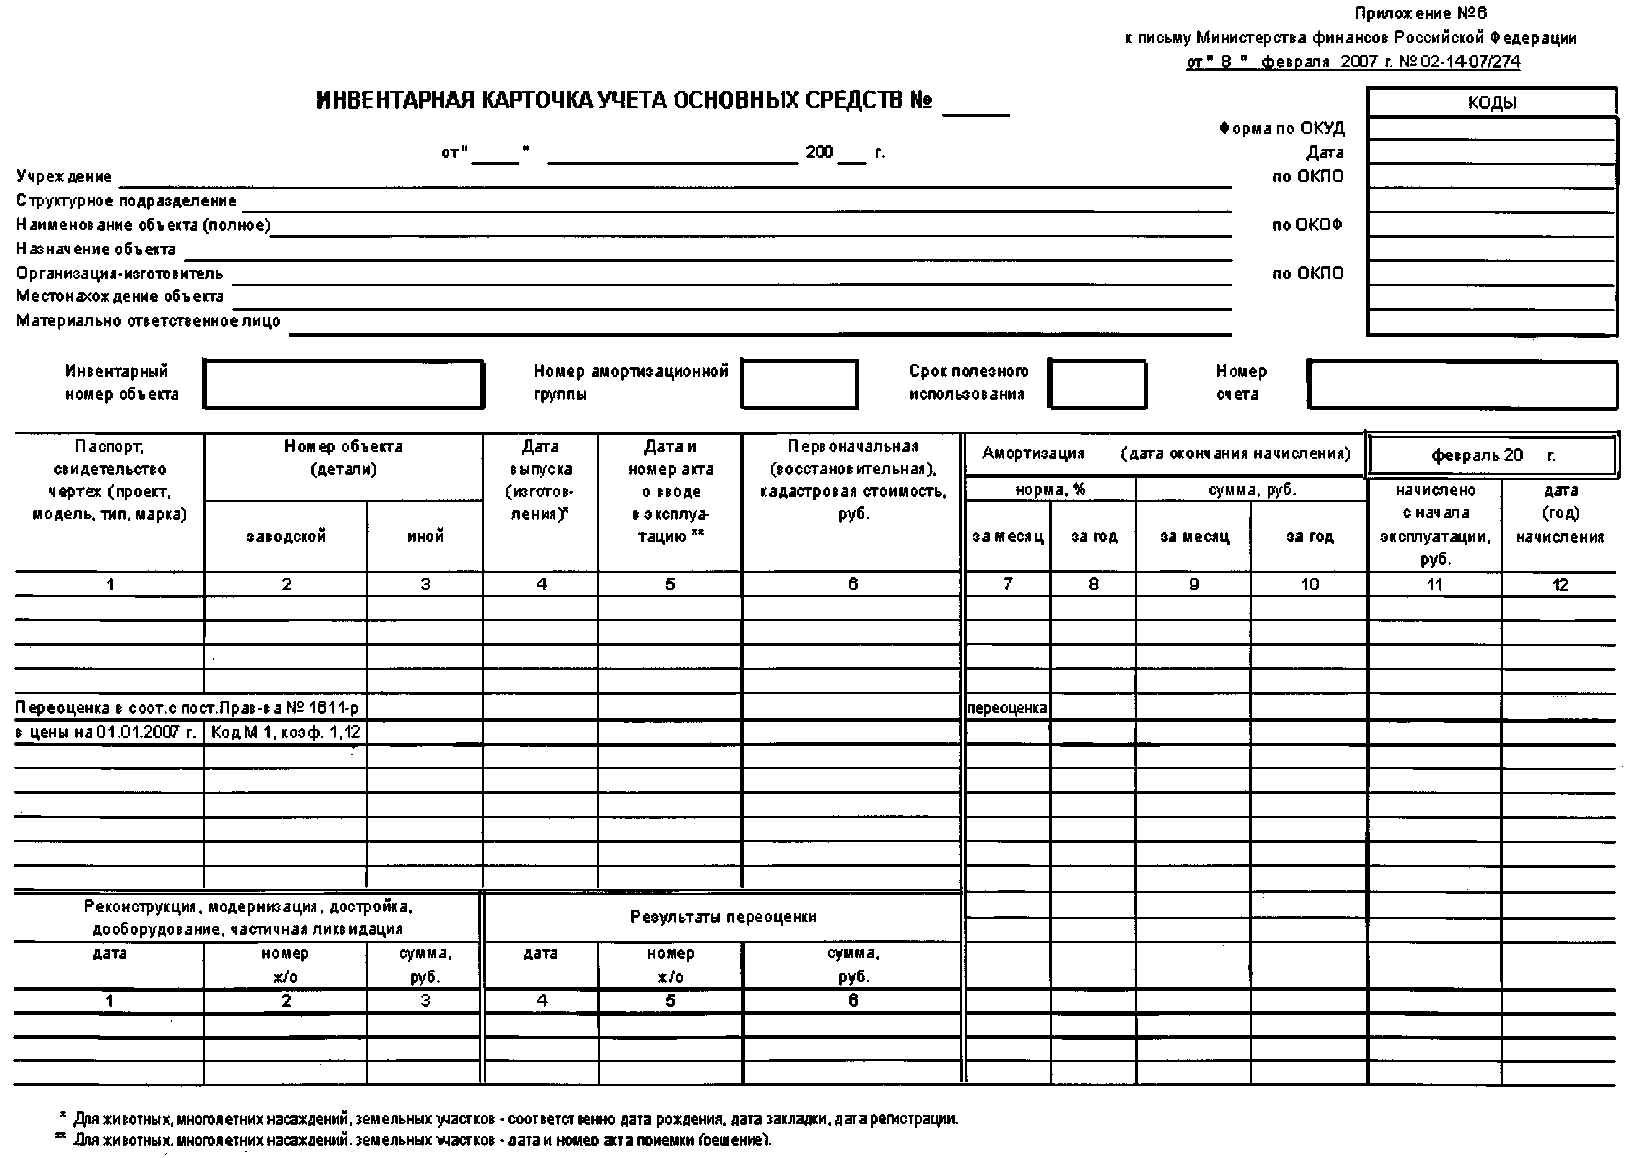 Приложение №6
к письму Министерства финансов Российской Федерации
от " 8 " февраля 2007 г. № 02-14-07/274
ИНВЕНТАРНАЯ КАРТОЧКА УЧЕТА ОСНОВНЫХ СРЕДСТВ № ____
КОДЫ
Форма по ОКУД
от " ____ " ____ 200 ____ г.
Дата
Учреждение
по ОКПО
Структурное подразделение
Наименование объекта (полное)
по ОКОФ
Назначение объекта
Организация-изготовитель
по ОКПО
Местонахождение объекта
Материально ответственное лицо
Инвентарный
номер объекта
Номер амортизационной
группы
Срок полезного
использования
Номер
счета
Паспорт,
свидетельство
чертеж (проект,
модель, тип, марка)
Номер объекта
(детали)
заводской
иной
Дата
выпуска
(изготов-
ления)*
Дата и
номер акта
о вводе
в эксплуа-
тацию **
Первоначальная
(восстановительная),
кадастровая стоимость,
руб.
Амортизация (дата окончания начисления)
февраль 20 г.
норма, %
за месяц
за год
сумма, руб.
за месяц
за год
начислено
с начала
эксплуатации,
руб.
дата
(год)
начисления
1 2 3 4 5 6 7 8 9 10 11 12
Переоценка в соот.с пост.Прав-ва № 1611-р
переоценка
в цены на 01.01.2007 г. Код М 1, коэф. 1,12
Реконструкция, модернизация, достройка,
дооборудование, частичная ликвидация
Результаты переоценки
дата
номер
ж/о
сумма,
руб.
дата
номер
ж/о
сумма,
руб.
1 2 3 4 5 6
* Для животных, многолетних насаждений, земельных участков - соответственно дата рождения, дата закладки, дата регистрации.
** Для животных, многолетних насаждений, земельных участков - дата и номер акта приемки (решение).